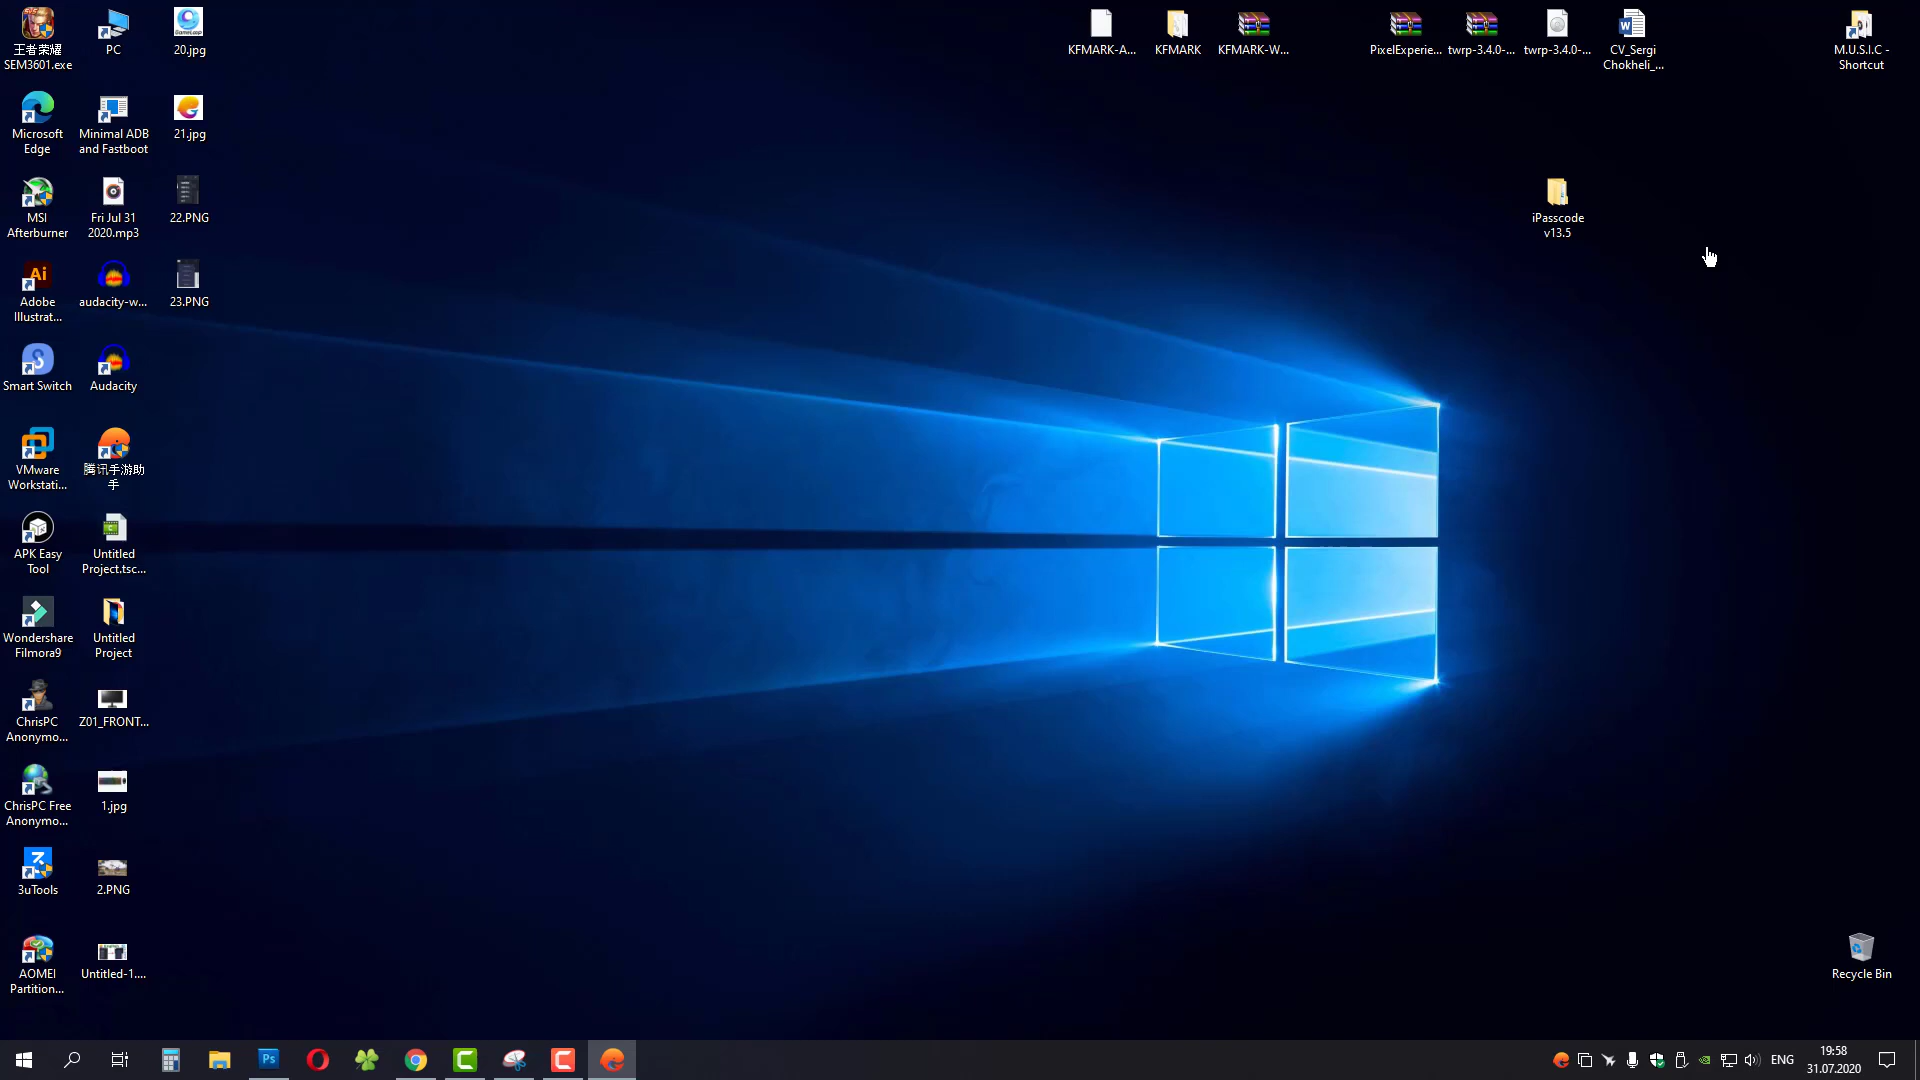 王者荣耀
SEM3601.exe
PC
20.jpg
KFMARK-A...
KFMARK
KFMARK-W...
PixelExperie...
twrp-3.4.0-...
twrp-3.4.0-...
CV_Sergi
Chokheli_...
M.U.S.I.C -
Shortcut
Microsoft
Edge
Minimal ADB
and Fastboot
21.jpg
MSI
Afterburner
Fri Jul 31
2020.mp3
22.PNG
iPasscode
v13.5
Ai
Adobe
Illustrat...
audacity-w...
23.PNG
Smart Switch
Audacity
VMware
Workstati...
腾讯手游助
手
APK Easy
Tool
Untitled
Project.tsc...
Wondershare
Filmora9
Untitled
Project
ChrisPC
Anonymo...
Z01_FRONT...
ChrisPC Free
Anonymo...
1.jpg
3uTools
2.PNG
AOMEI
Partition...
Untitled-1....
Recycle Bin
Ps
ENG
19:58
31.07.2020